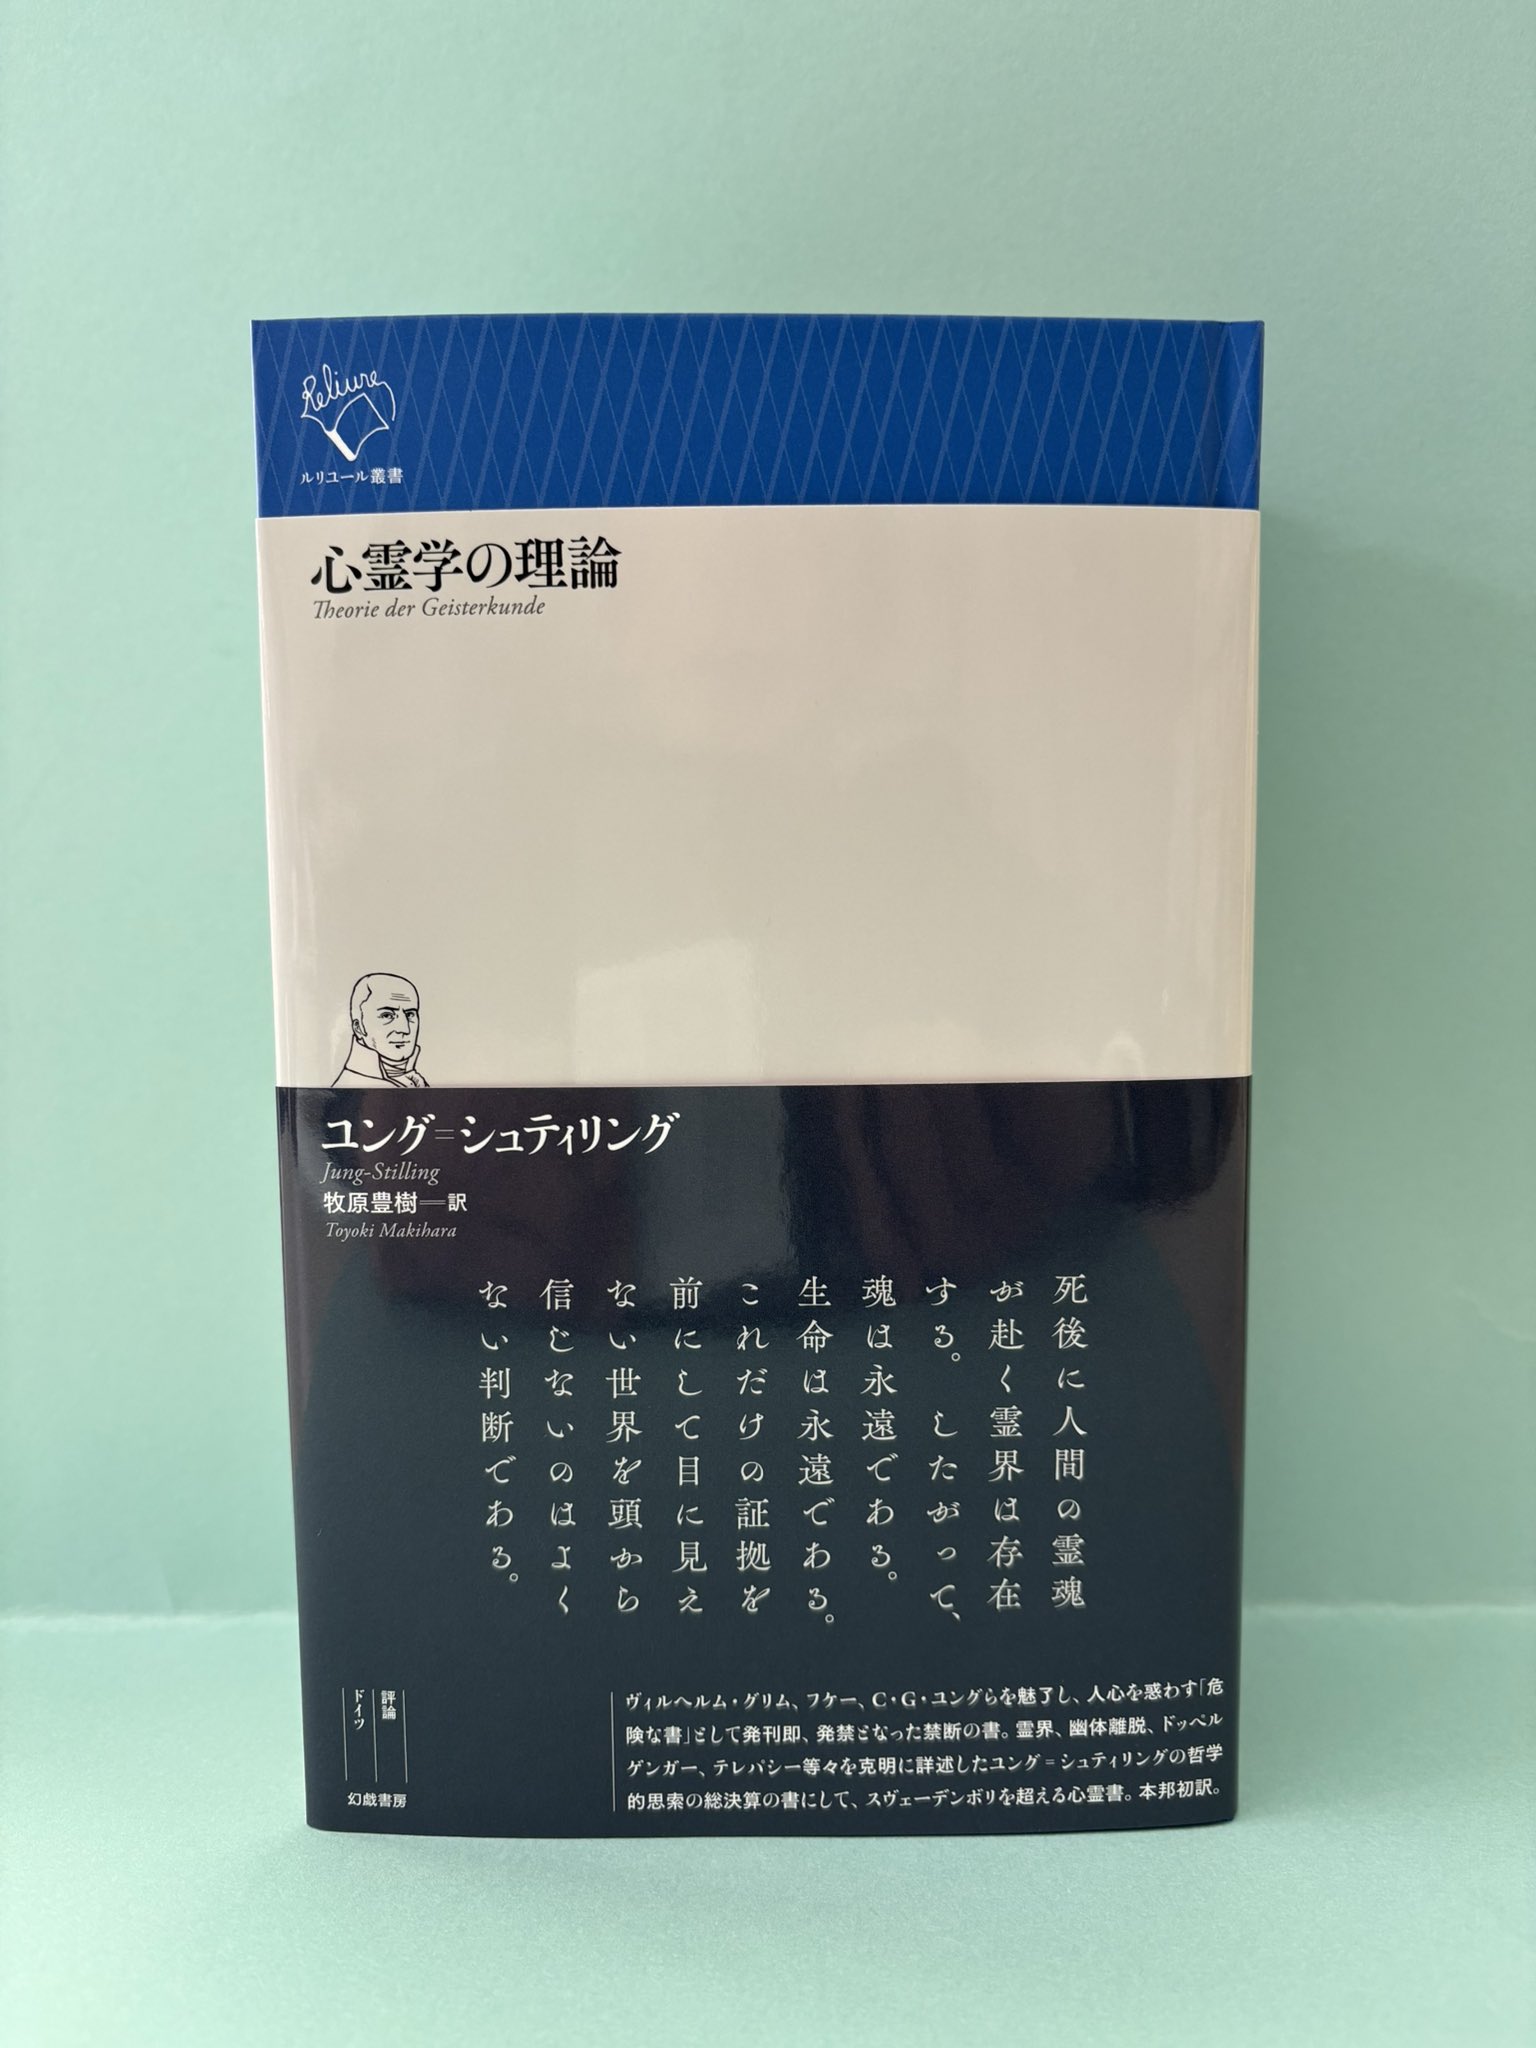 Reliure
ルリユール叢書
心霊学の理論
Theorie der Geisterkunde
ユング=シュティリング
Jung-Stilling
牧原豊樹──訳
Toyoki Makihara
死後に人間の霊魂
が赴く霊界は存在
する。したがって、
魂は永遠である。
生命は永遠である。
これだけの証拠を
前にして目に見え
ない世界を頭から
信じないのはよく
ない判断である。
評論
ドイツ
幻戯書房
ヴィルヘルム・グリム、フケー、C・G・ユングらを魅了し、人心を惑わす「危
険な書」として発刊即、発禁となった禁断の書。霊界、幽体離脱、ドッペル
ゲンガー、テレパシー等々を克明に詳述したユング=シュティリングの哲学
的思索の総決算の書にして、スヴェーデンボリを超える心霊書。本邦初訳。